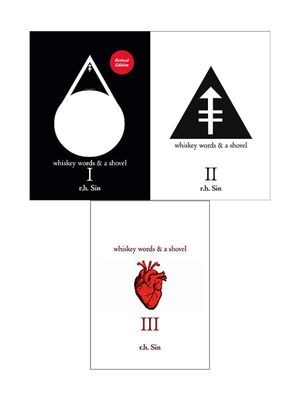 Revised
Edition
whiskey words & a shovel
I
r.h. Sin
whiskey words & a shovel
II
r.h. Sin
whiskey words & a shovel
III
r.h. Sin